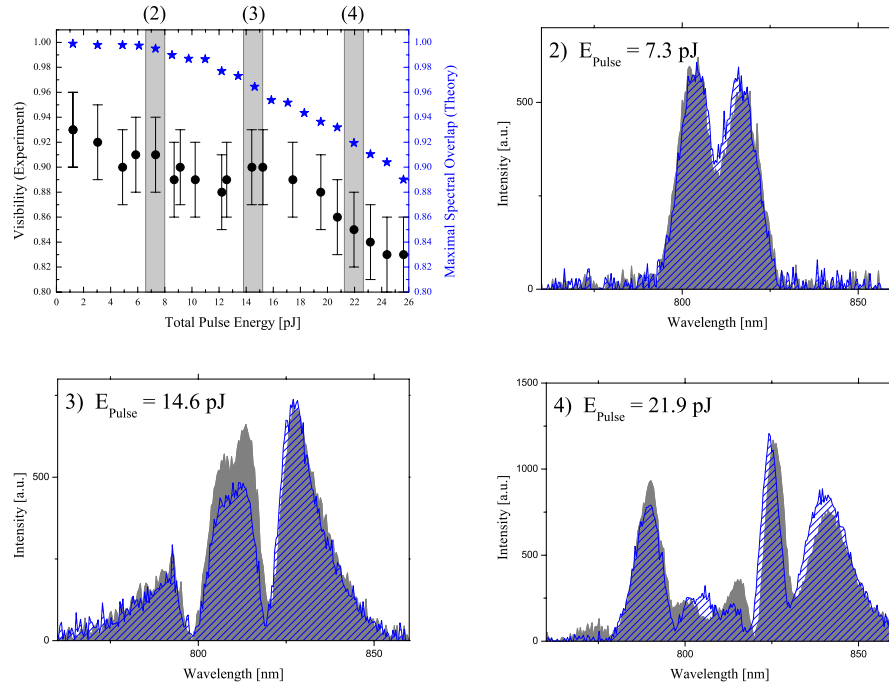 (2) (3) (4)
1.00 1.00
0.98 0.98
0.96 0.96
0.94 0.94
0.92 0.92
0.90 0.90
0.88 0.88
0.86 0.86
0.84 0.84
0.82 0.82
0.80 0.80
0 2 4 6 8 10 12 14 16 18 20 22 24 26
Visibility (Experiment)
Maximal Spectral Overlap (Theory)
Total Pulse Energy [pJ]
2) E_Pulse = 7.3 pJ
500
0
800 850
Intensity [a.u.]
Wavelength [nm]
3) E_Pulse = 14.6 pJ
500
0
800 850
Intensity [a.u.]
Wavelength [nm]
4) E_Pulse = 21.9 pJ
1500
1250
1000
750
500
250
0
800 850
Intensity [a.u.]
Wavelength [nm]